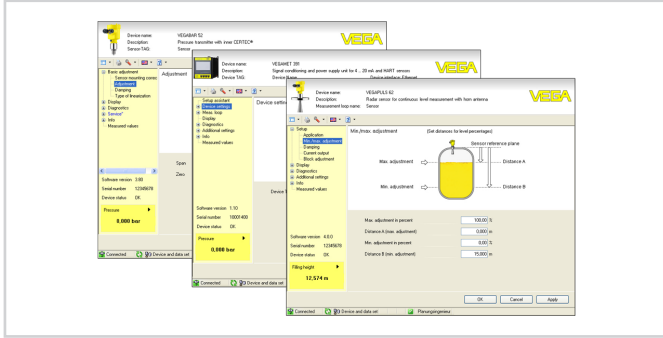 Device name: VEGABAR 52
Description: Pressure transmitter with inner CERTEC®
Sensor-TAG: Sensor
VEGA
Basic adjustment
Sensor mounting correc
Adjustment
Damping
Type of linearization
Display
Diagnostics
Service"
Info
Measured values
Adjustment
Span
Zero
Software version 3.80
Serial number 12345678
Device status OK
Pressure
0,000 bar
Connected
Device and data set
Device name: VEGAMET 391
Description: Signal conditioning and power supply unit for 4 ... 20 mA and HART sensors
Device TAG: Device Name
Device interface: Ethernet
VEGA
Setup assistant
Device settings
Meas. loop
Display
Diagnostics
Additional settings
Info
Measured values
Device settin
Device
Software version 1.10
Serial number 10001400
Device status OK
Pressure
0,000 bar
Connected
Device and data set
Device name: VEGAPULS 62
Description: Radar sensor for continuous level measurement with horn antenna
Measurement loop name: Sensor
VEGA
Setup
Application
Min./max. adjustment
Damping
Current output
Block adjustment
Display
Diagnostics
Additional settings
Info
Measured values
Min./max. adjustment (Set distances for level percentages)
Sensor reference plane
Max. adjustment
Distance A
Min. adjustment
Distance B
Max. adjustment in percent 100,00 %
Distance A (max. adjustment) 0,000 m
Min. adjustment in percent 0,00 %
Distance B (min. adjustment) 15,000 m
Software version 4.0.0
Serial number 12345678
Device status OK
Filling height
12,574 m
OK Cancel Apply
Connected
Device and data set
Planungsingenieur